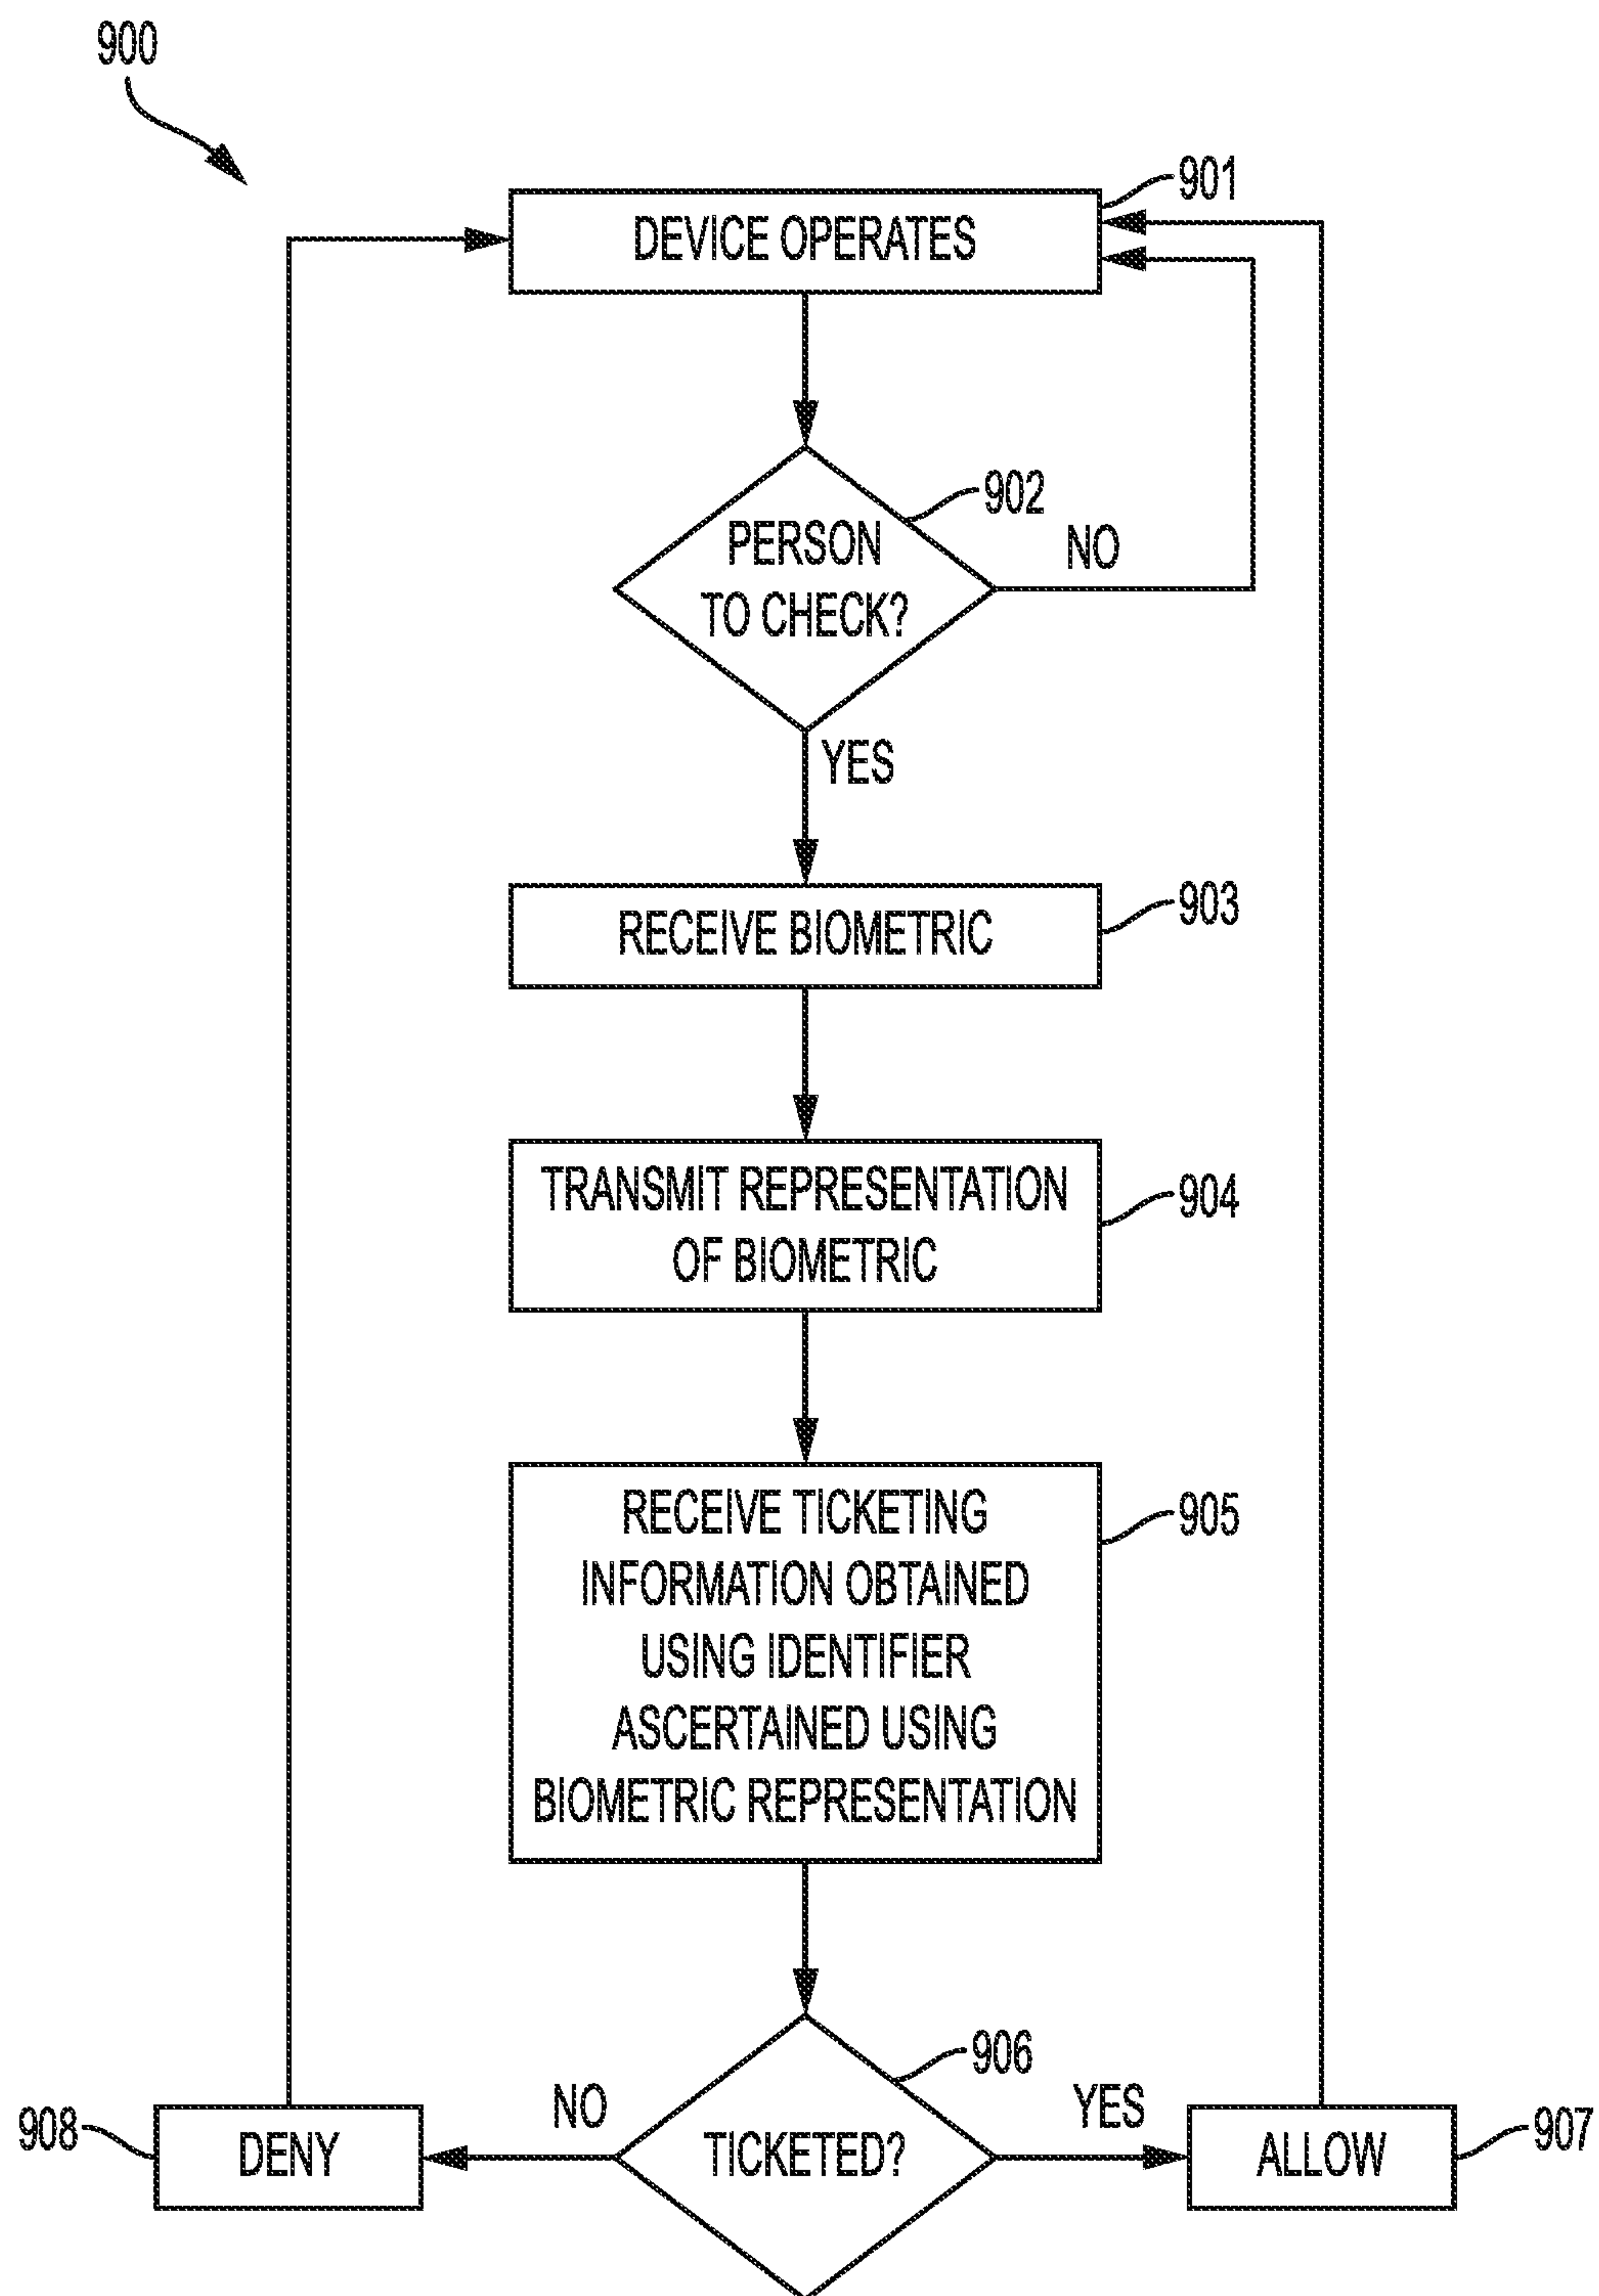 900
901
DEVICE OPERATES
902
PERSON
TO CHECK?
NO
YES
903
RECEIVE BIOMETRIC
904
TRANSMIT REPRESENTATION
OF BIOMETRIC
905
RECEIVE TICKETING
INFORMATION OBTAINED
USING IDENTIFIER
ASCERTAINED USING
BIOMETRIC REPRESENTATION
906
NO
YES
908
DENY
TICKETED?
ALLOW
907